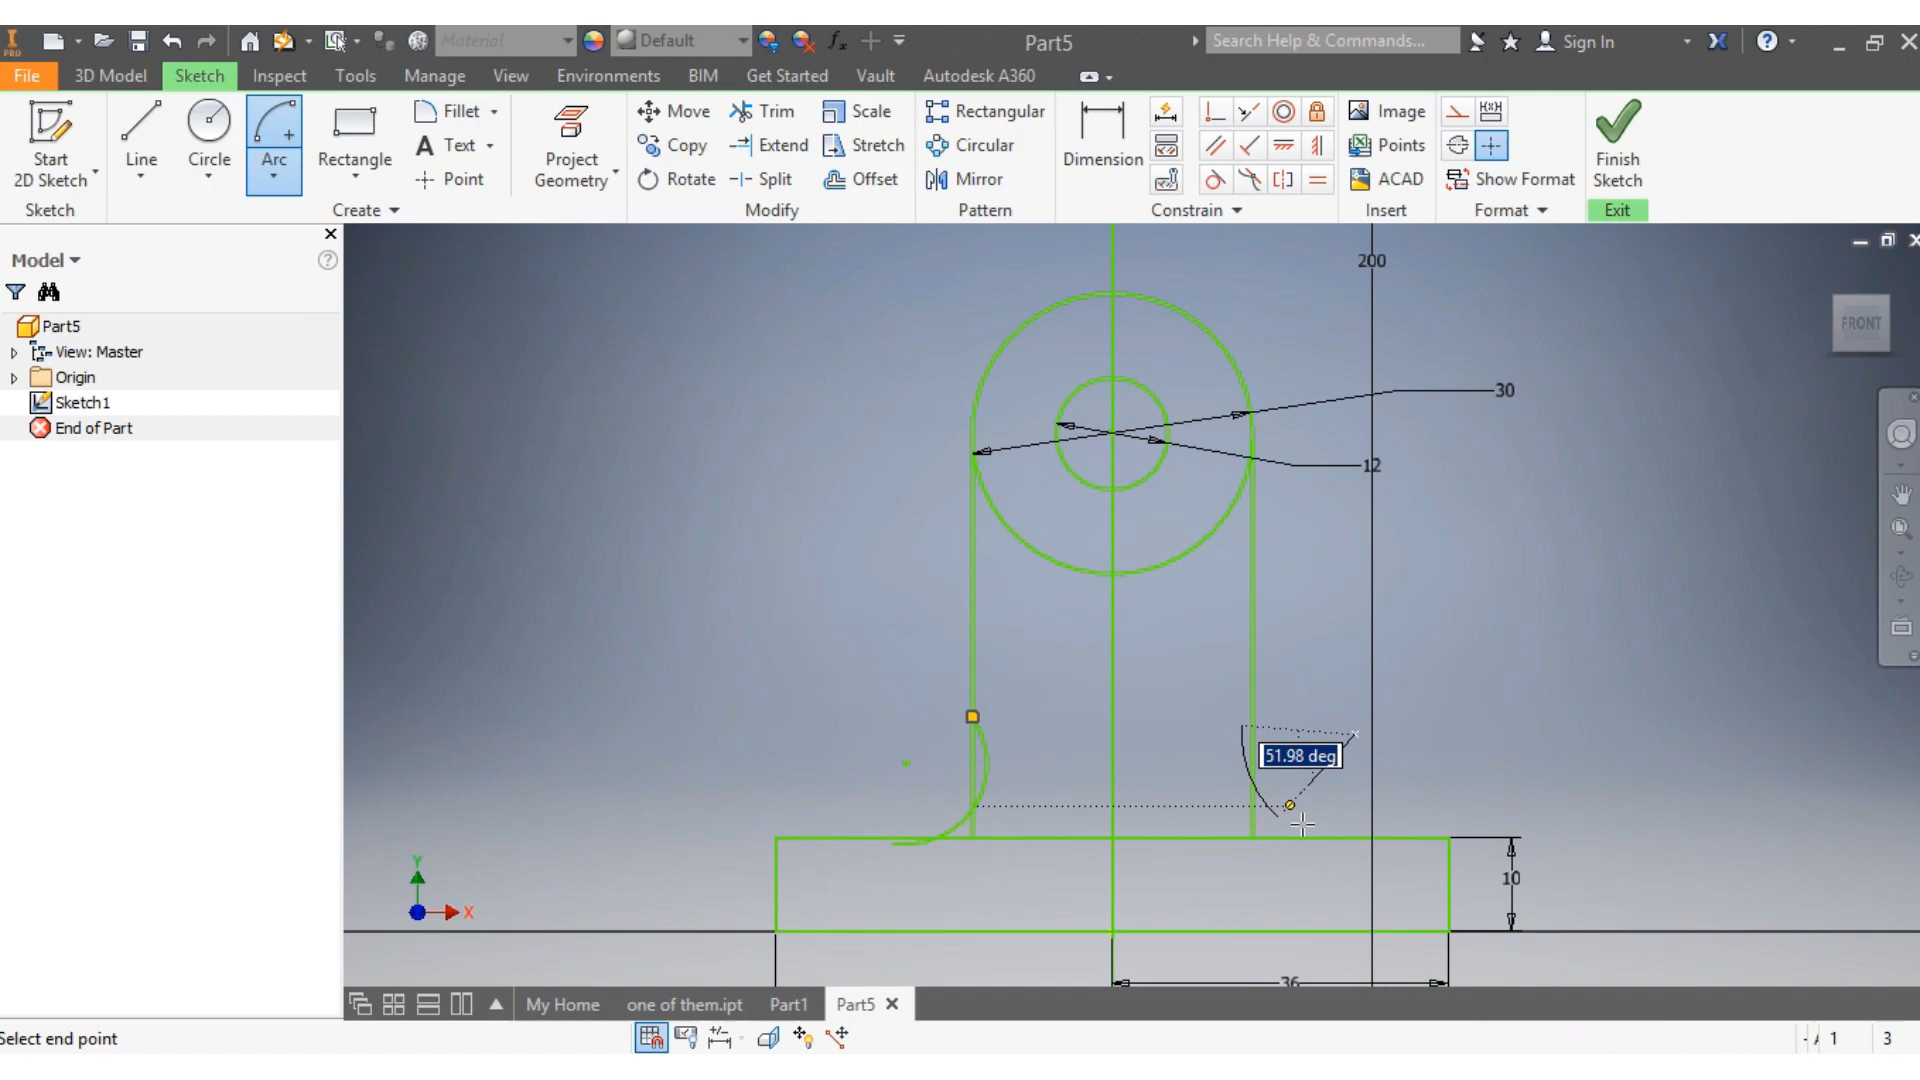 PRO Material Default fx Part5 Search Help & Commands... Sign In
File 3D Model Sketch Inspect Tools Manage View Environments BIM Get Started Vault Autodesk A360
Start 2D Sketch
Line
Circle
Arc
Rectangle
Fillet
Text
Point
Project Geometry
Move
Copy
Rotate
Trim
Extend
Split
Scale
Stretch
Offset
Rectangular
Circular
Mirror
Dimension
Image
Points
ACAD
Show Format
Finish Sketch
Sketch Create Modify Pattern Constrain Insert Format Exit
Model
Part5
View: Master
Origin
Sketch1
End of Part
200
FRONT
30
12
51.98 deg
10
36
Y
X
My Home one of them.ipt Part1 Part5
Select end point
1 3